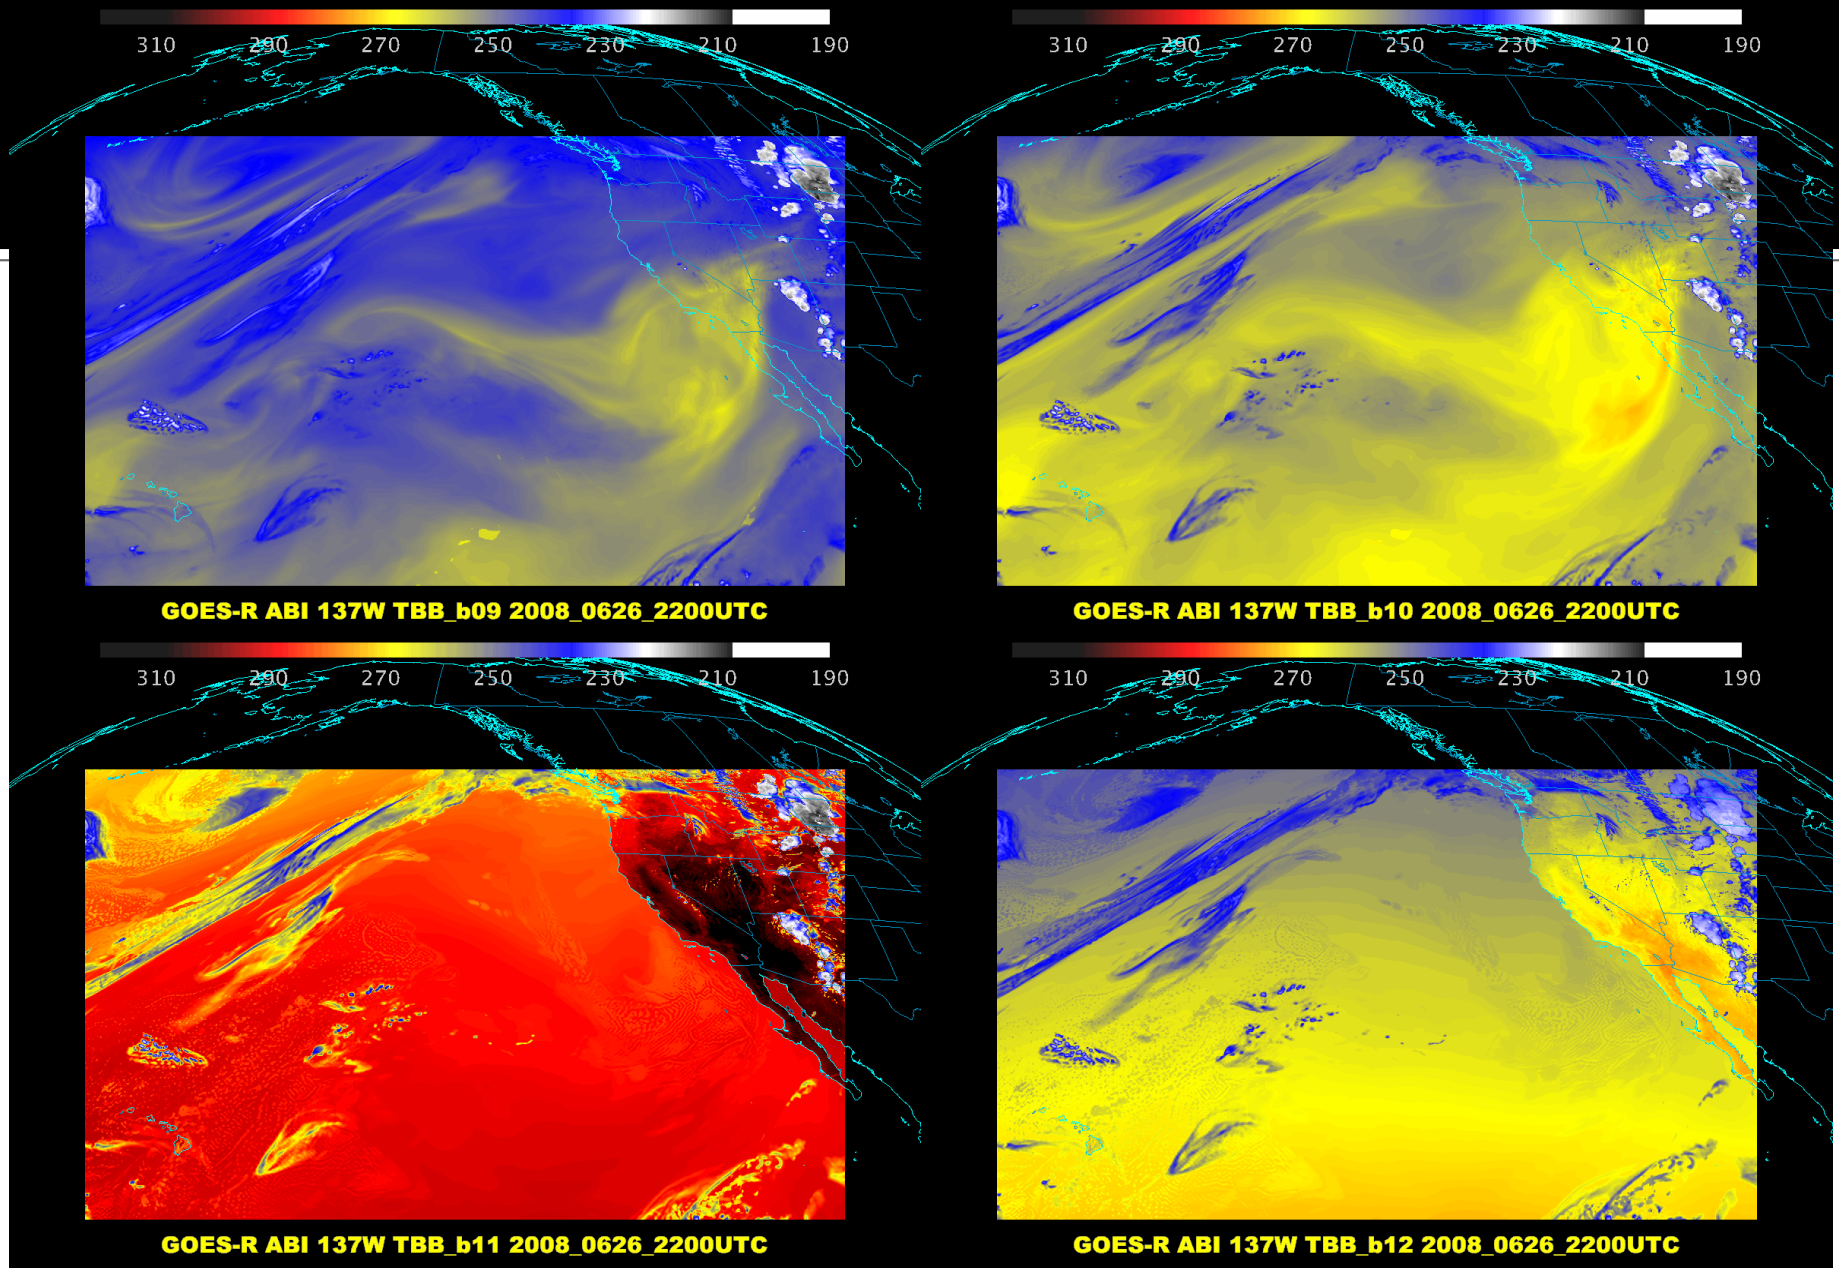 310 290 270 250 230 210 190
310 290 270 250 230 210 190
GOES-R ABI 137W TBB_b09 2008_0626_2200UTC
GOES-R ABI 137W TBB_b10 2008_0626_2200UTC
310 290 270 250 230 210 190
310 290 270 250 230 210 190
GOES-R ABI 137W TBB_b11 2008_0626_2200UTC
GOES-R ABI 137W TBB_b12 2008_0626_2200UTC